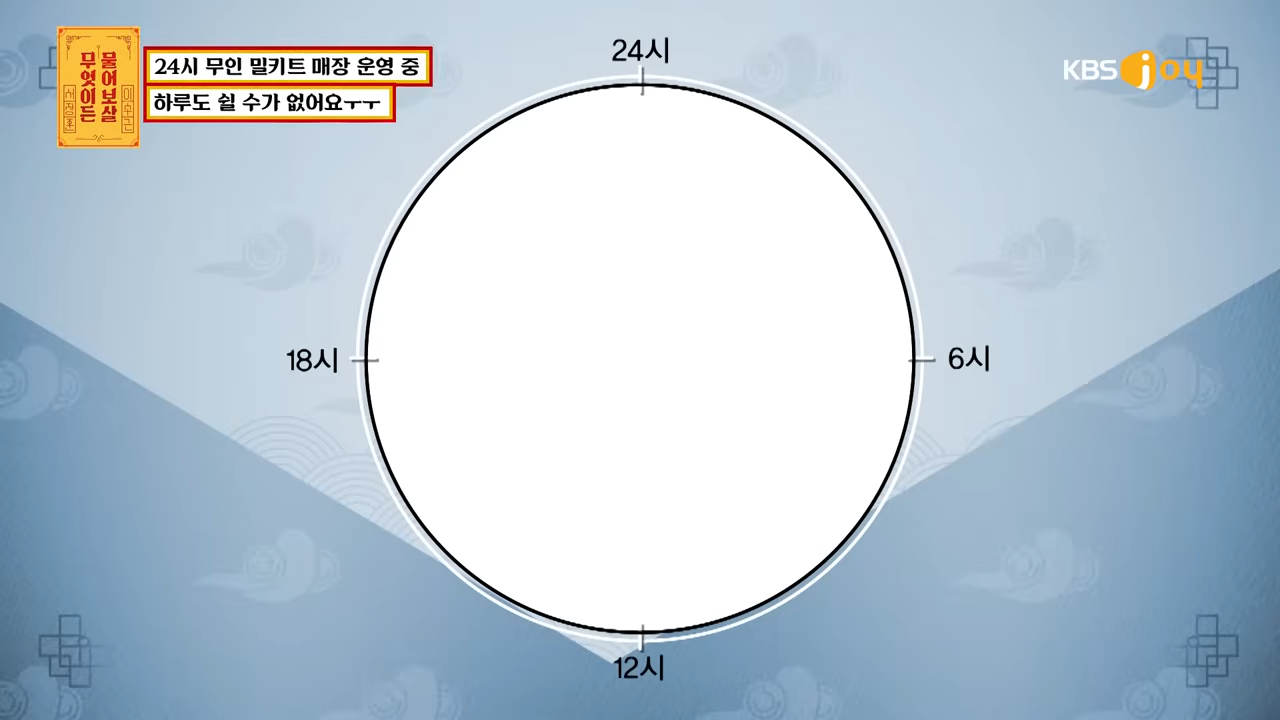 무엇이든
물어보살
서장훈
이수근
24시 무인 밀키트 매장 운영 중
하루도 쉴 수가 없어요ㅜㅜ
KBS joy
24시
18시
6시
12시